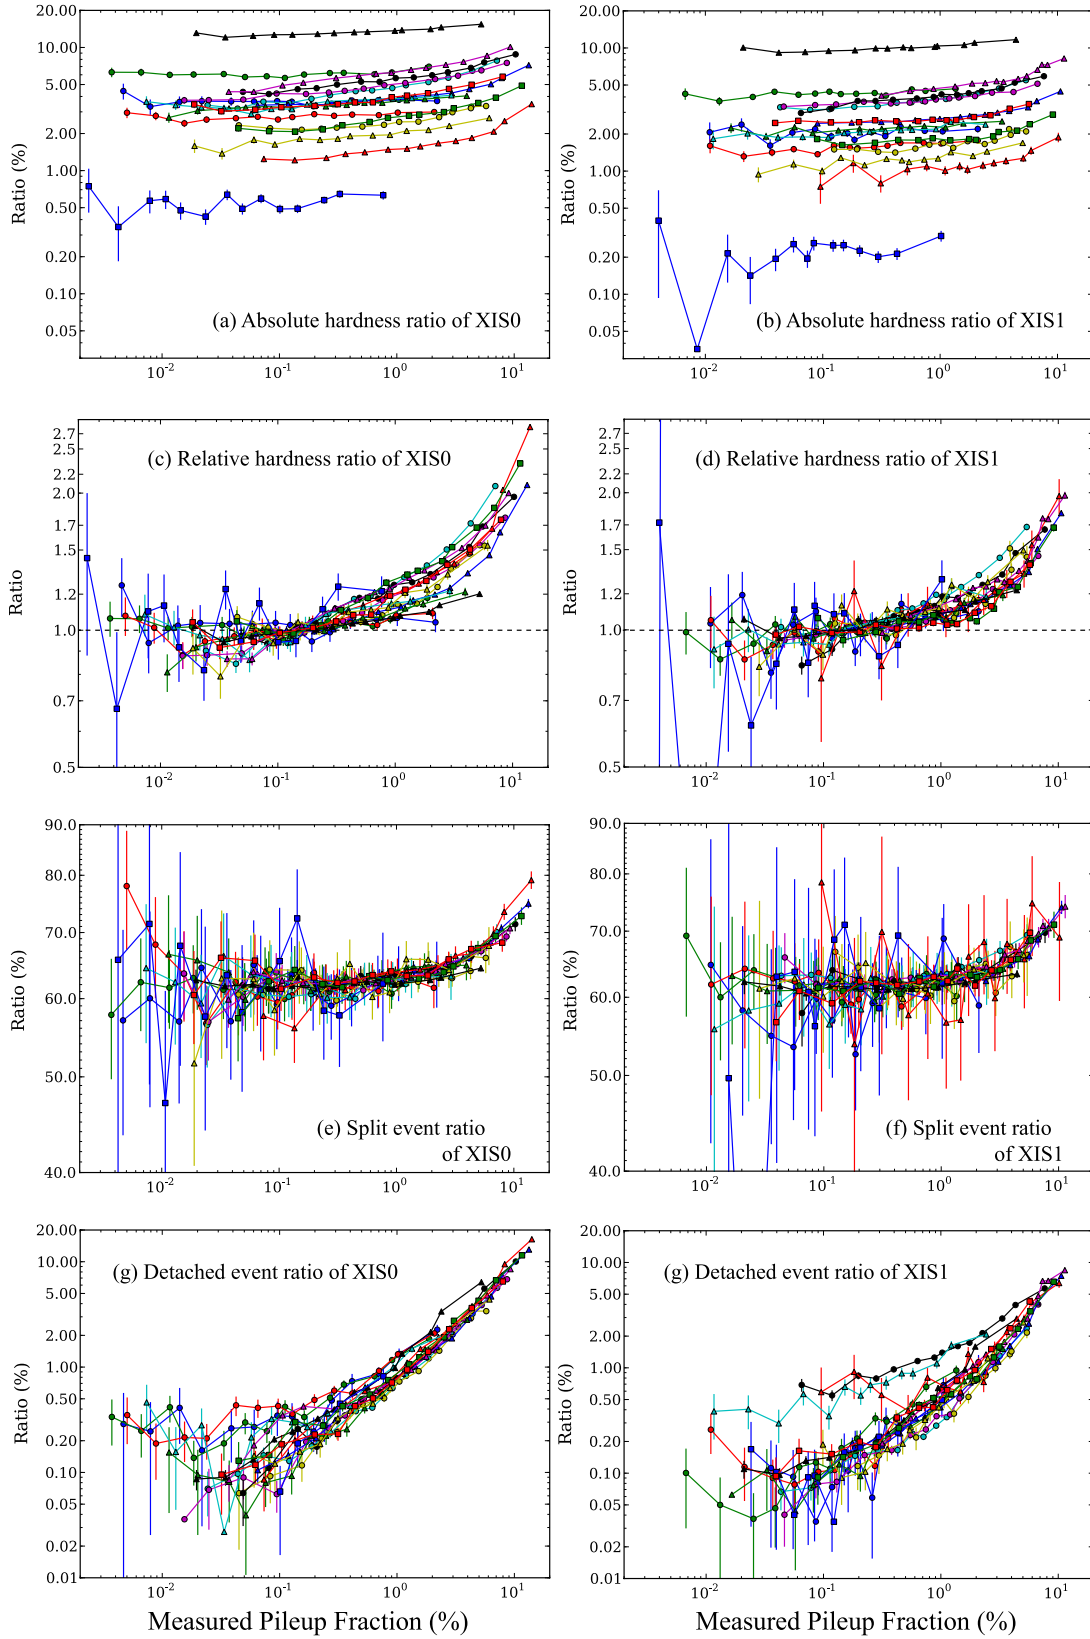 20.00
10.00
5.00
2.00
1.00
0.50
0.20
0.10
0.05
Ratio (%)
(a) Absolute hardness ratio of XIS0
10⁻² 10⁻¹ 10⁰ 10¹
20.00
10.00
5.00
2.00
1.00
0.50
0.20
0.10
0.05
Ratio (%)
(b) Absolute hardness ratio of XIS1
10⁻² 10⁻¹ 10⁰ 10¹
2.7
2.5
2.2
2.0
1.7
1.5
1.2
1.0
0.7
0.5
Ratio
(c) Relative hardness ratio of XIS0
10⁻² 10⁻¹ 10⁰ 10¹
2.7
2.5
2.2
2.0
1.7
1.5
1.2
1.0
0.7
0.5
Ratio
(d) Relative hardness ratio of XIS1
10⁻² 10⁻¹ 10⁰ 10¹
90.0
80.0
70.0
60.0
50.0
40.0
Ratio (%)
(e) Split event ratio
of XIS0
10⁻² 10⁻¹ 10⁰ 10¹
90.0
80.0
70.0
60.0
50.0
40.0
Ratio (%)
(f) Split event ratio
of XIS1
10⁻² 10⁻¹ 10⁰ 10¹
20.00
10.00
5.00
2.00
1.00
0.50
0.20
0.10
0.05
0.02
0.01
Ratio (%)
(g) Detached event ratio of XIS0
10⁻² 10⁻¹ 10⁰ 10¹
Measured Pileup Fraction (%)
20.00
10.00
5.00
2.00
1.00
0.50
0.20
0.10
0.05
0.02
0.01
Ratio (%)
(g) Detached event ratio of XIS1
10⁻² 10⁻¹ 10⁰ 10¹
Measured Pileup Fraction (%)